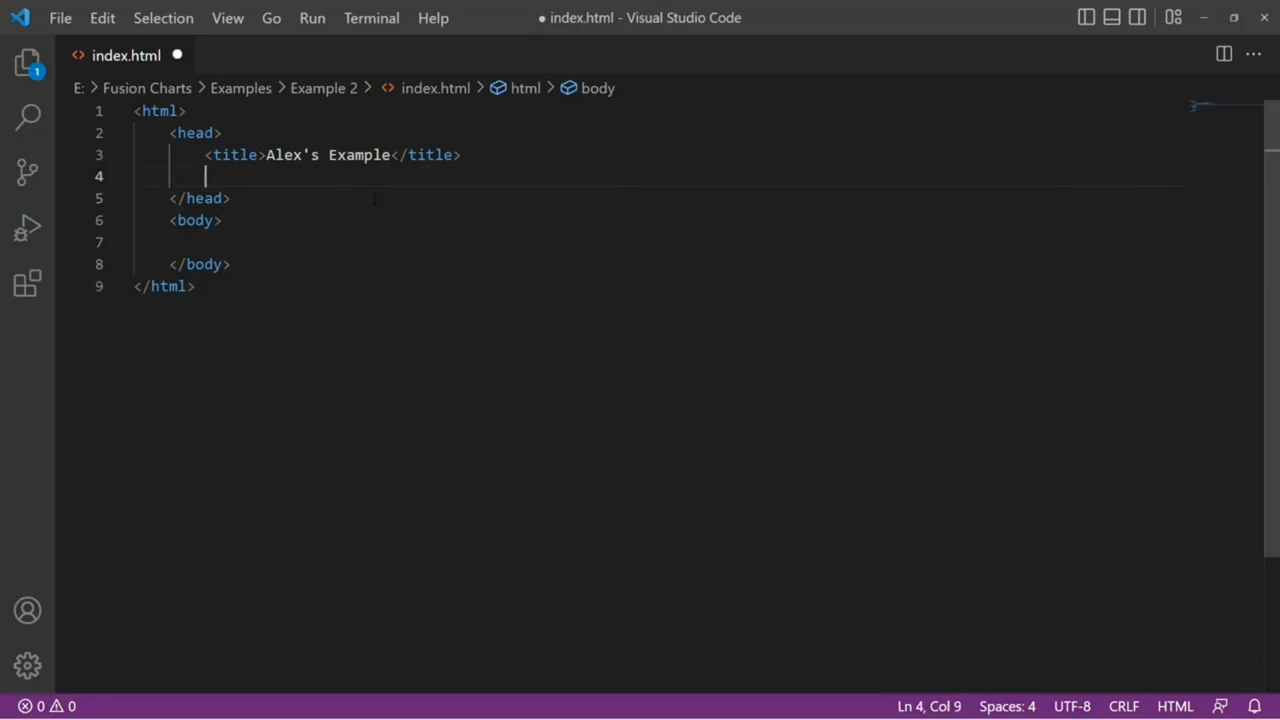 File Edit Selection View Go Run Terminal Help ● index.html - Visual Studio Code
index.html
E: > Fusion Charts > Examples > Example 2 > index.html > html > body
1 <html>
2 <head>
3 <title>Alex's Example</title>
4
5 </head>
6 <body>
7
8 </body>
9 </html>
1
0 0 Ln 4, Col 9 Spaces: 4 UTF-8 CRLF HTML